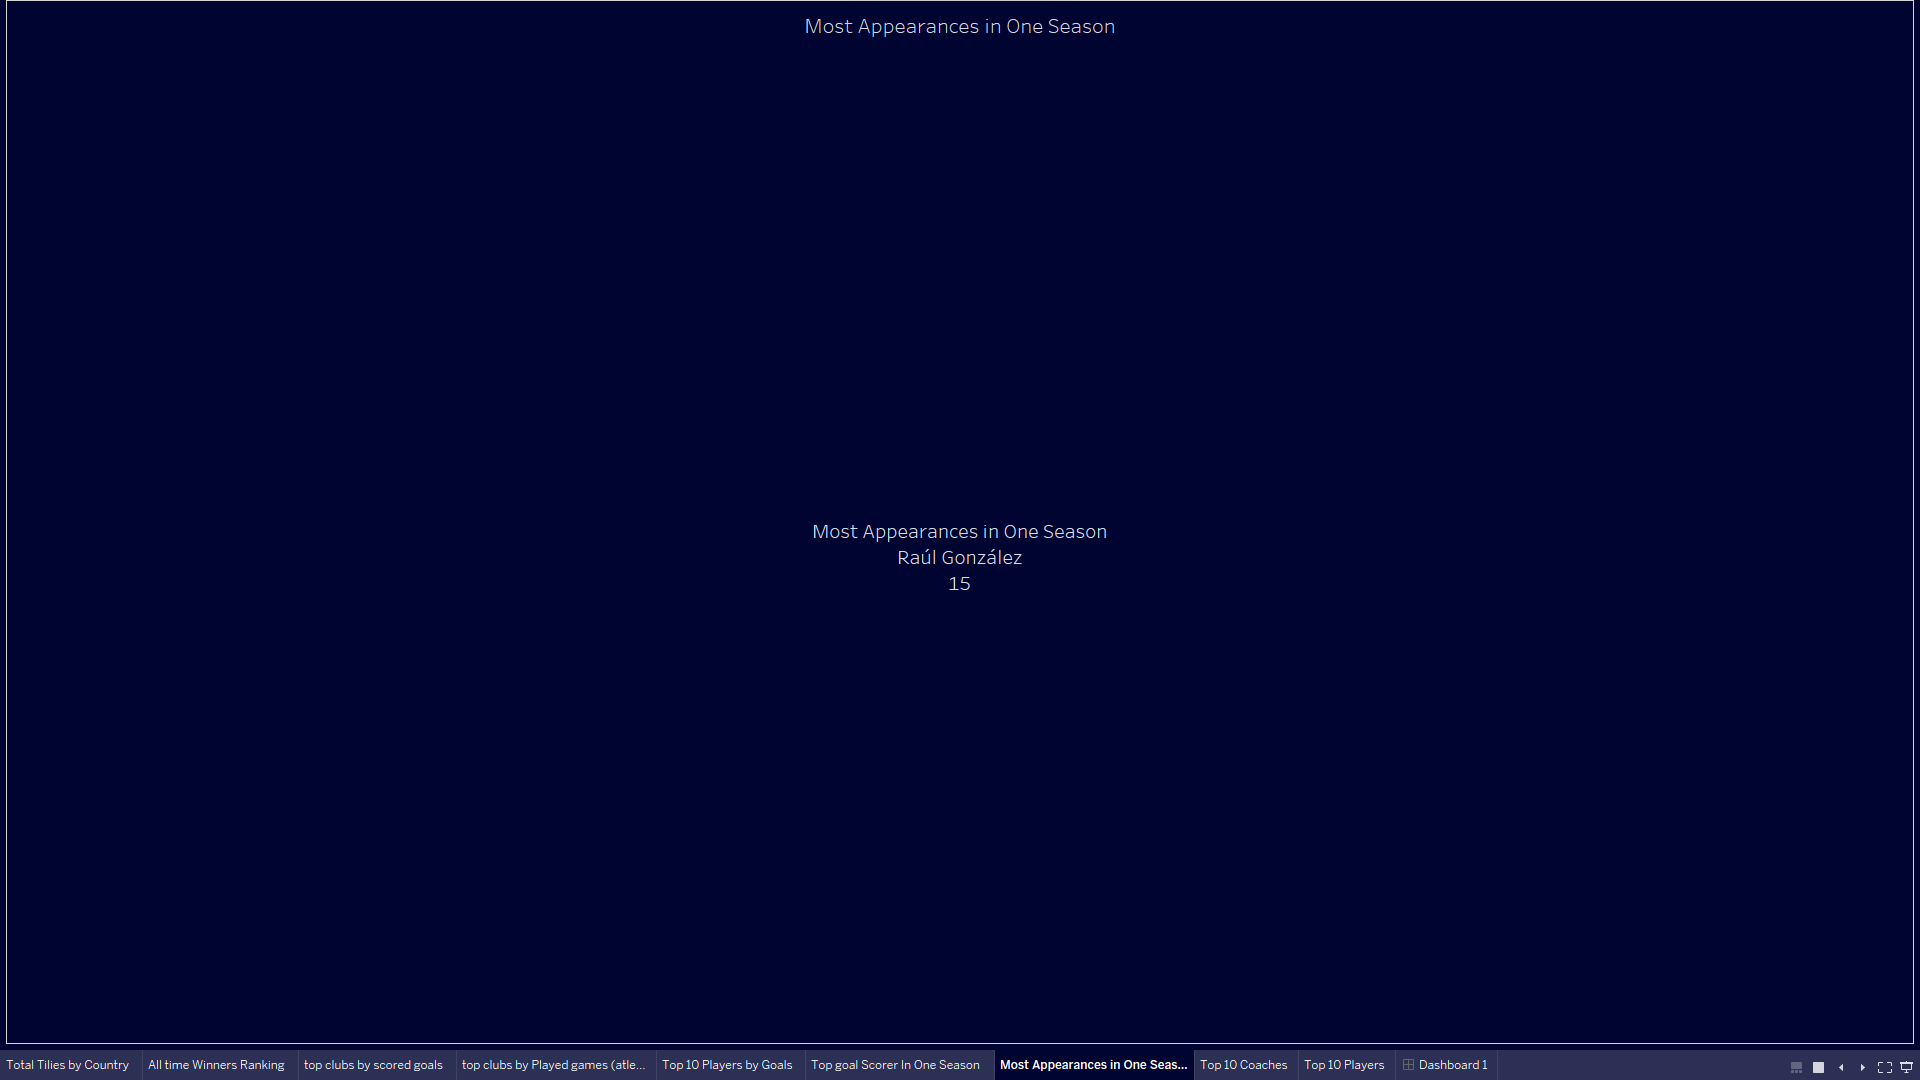 Most Appearances in One Season
Most Appearances in One Season
Raúl González
15
Total Tilies by Country
All time Winners Ranking
top clubs by scored goals
top clubs by Played games (atle...
Top 10 Players by Goals
Top goal Scorer In One Season
Most Appearances in One Seas...
Top 10 Coaches
Top 10 Players
Dashboard 1